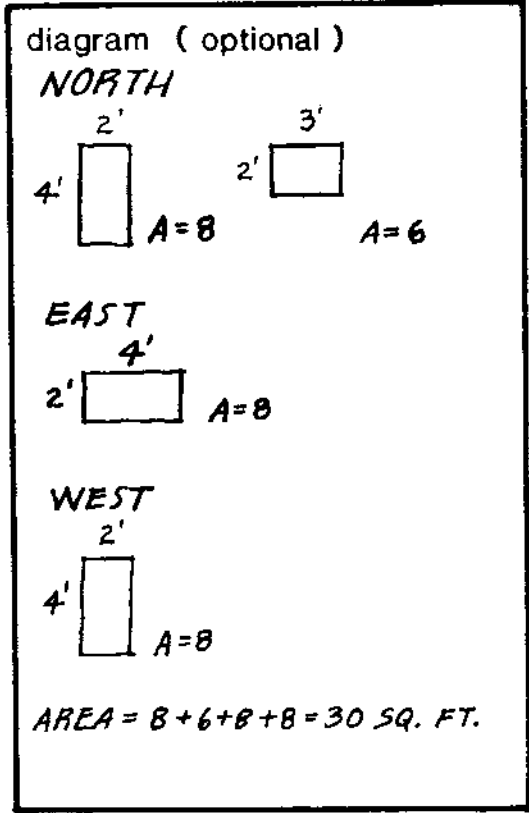 diagram ( optional )
NORTH
2' 3'
4' 2'
A=8 A=6
EAST
4'
2' A=8
WEST
2'
4' A=8
AREA = 8+6+8+8=30 SQ. FT.